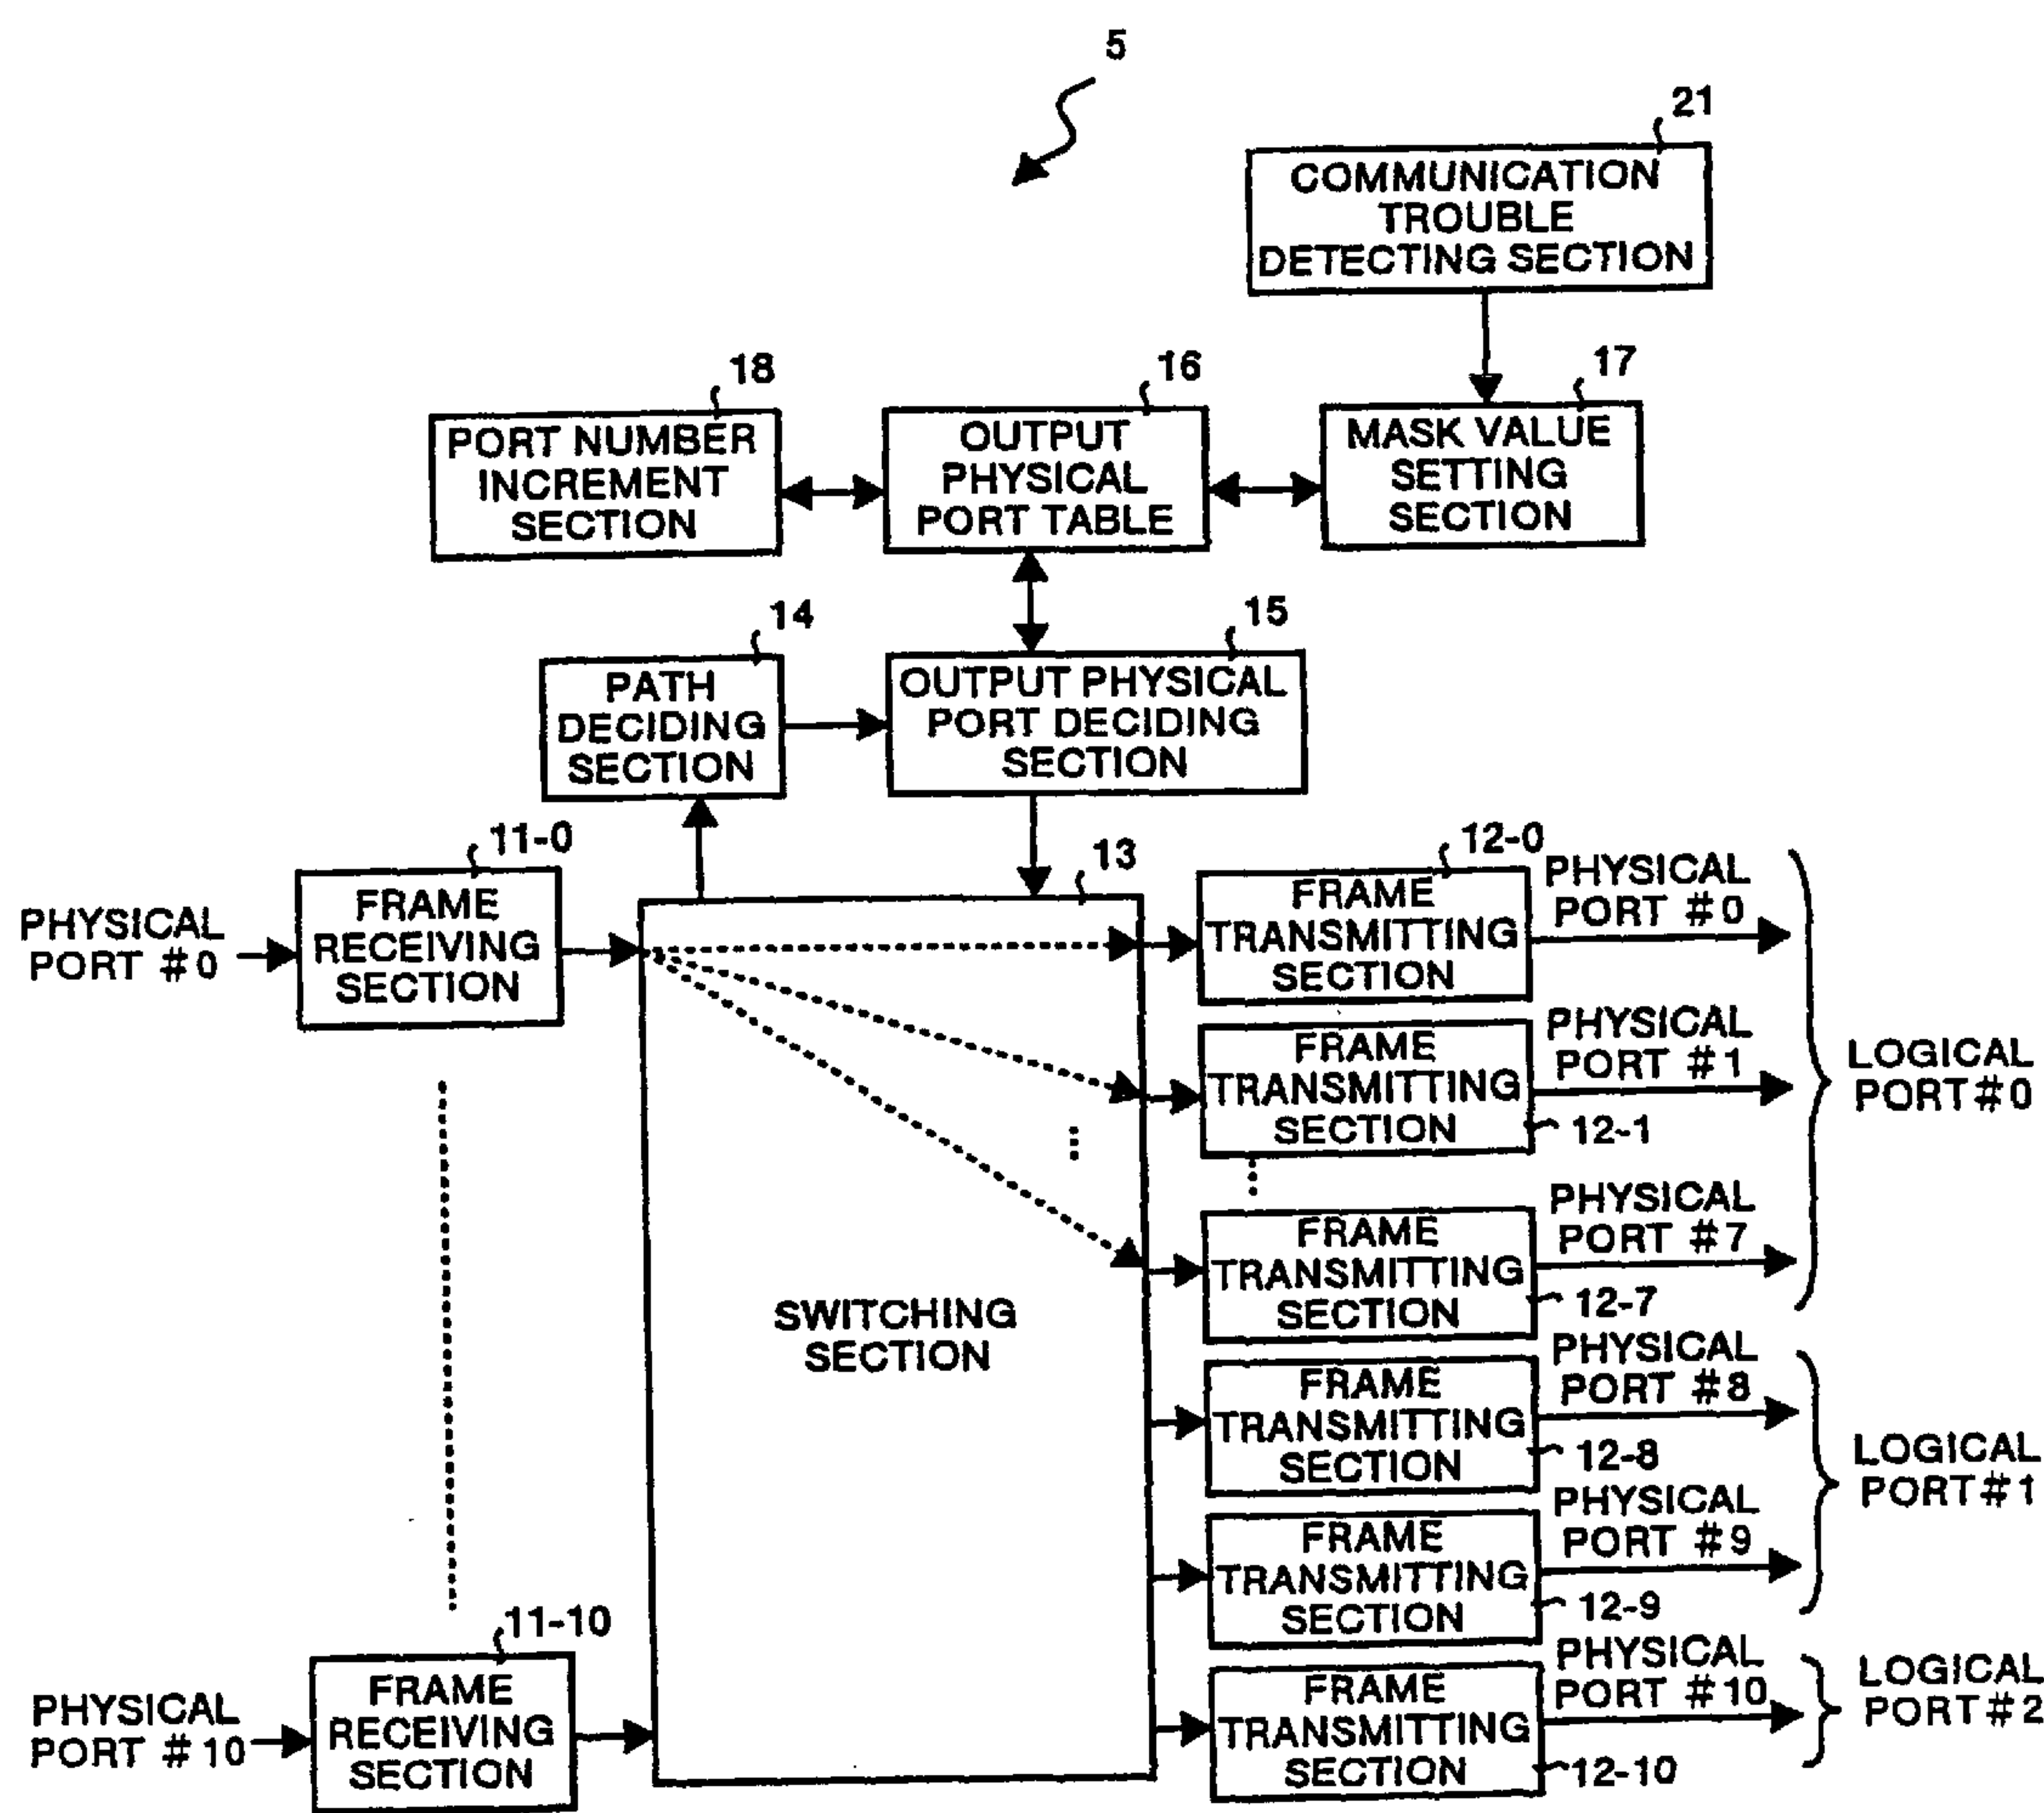 5
21
COMMUNICATION
TROUBLE
DETECTING SECTION
18
PORT NUMBER
INCREMENT
SECTION
16
OUTPUT
PHYSICAL
PORT TABLE
17
MASK VALUE
SETTING
SECTION
14
PATH
DECIDING
SECTION
15
OUTPUT PHYSICAL
PORT DECIDING
SECTION
11-0
PHYSICAL
PORT #0
FRAME
RECEIVING
SECTION
13
SWITCHING
SECTION
12-0
FRAME
TRANSMITTING
SECTION
PHYSICAL
PORT #0
FRAME
TRANSMITTING
SECTION
12-1
PHYSICAL
PORT #1
LOGICAL
PORT#0
FRAME
TRANSMITTING
SECTION
12-7
PHYSICAL
PORT #7
FRAME
TRANSMITTING
SECTION
12-8
PHYSICAL
PORT #8
LOGICAL
PORT#1
FRAME
TRANSMITTING
SECTION
12-9
PHYSICAL
PORT #9
11-10
PHYSICAL
PORT #10
FRAME
RECEIVING
SECTION
FRAME
TRANSMITTING
SECTION
12-10
PHYSICAL
PORT #10
LOGICAL
PORT#2